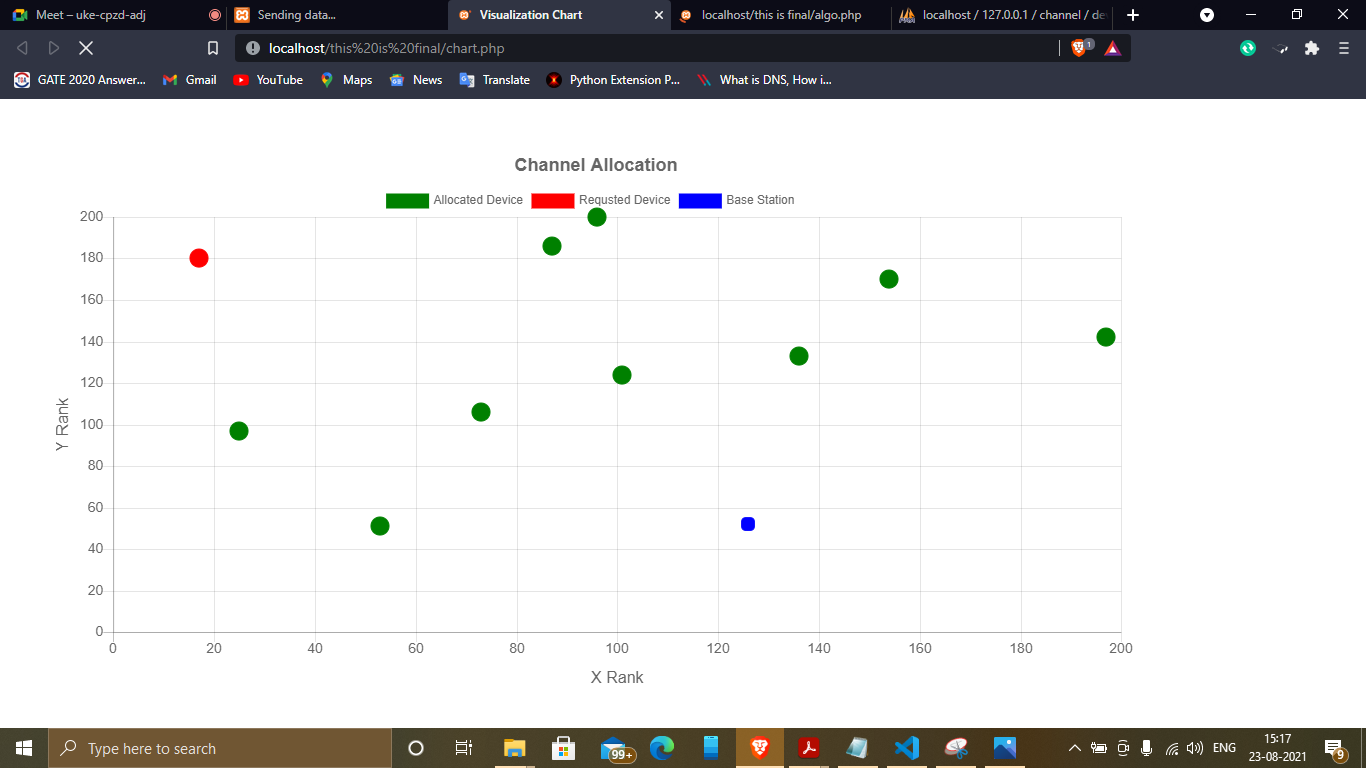 Meet – uke-cpzd-adj
Sending data...
Visualization Chart
localhost/this is final/algo.php
localhost / 127.0.0.1 / channel / de
localhost/this%20is%20final/chart.php
1
GATE 2020 Answer...
Gmail
YouTube
Maps
News
Translate
Python Extension P...
What is DNS, How i...
Channel Allocation
Allocated Device
Requsted Device
Base Station
200
180
160
140
120
100
80
60
40
20
0
Y Rank
0 20 40 60 80 100 120 140 160 180 200
X Rank
Type here to search
99+
ENG
15:17
23-08-2021
9